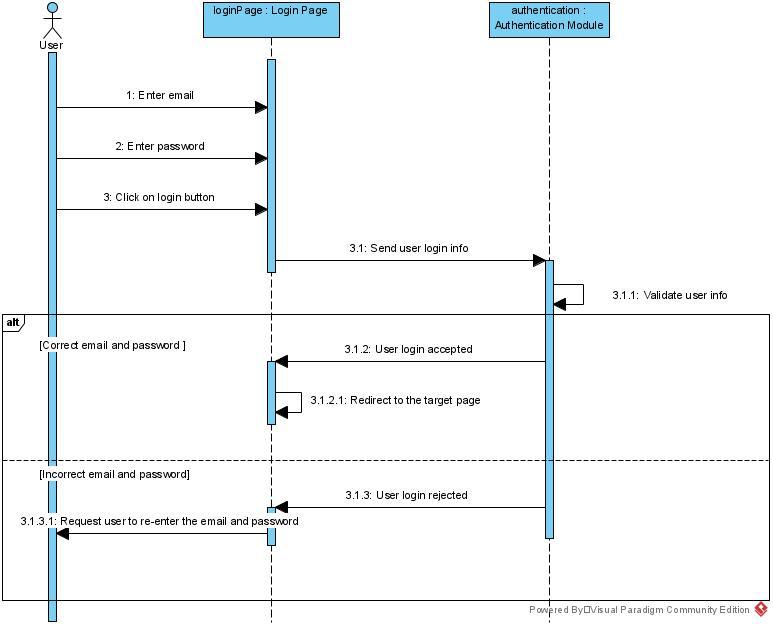 loginPage : Login Page
authentication :
Authentication Module
User
1: Enter email
2: Enter password
3: Click on login button
3.1: Send user login info
3.1.1: Validate user info
alt
[Correct email and password ]
3.1.2: User login accepted
3.1.2.1: Redirect to the target page
[Incorrect email and password]
3.1.3: User login rejected
3.1.3.1: Request user to re-enter the email and password
Powered By□Visual Paradigm Community Edition